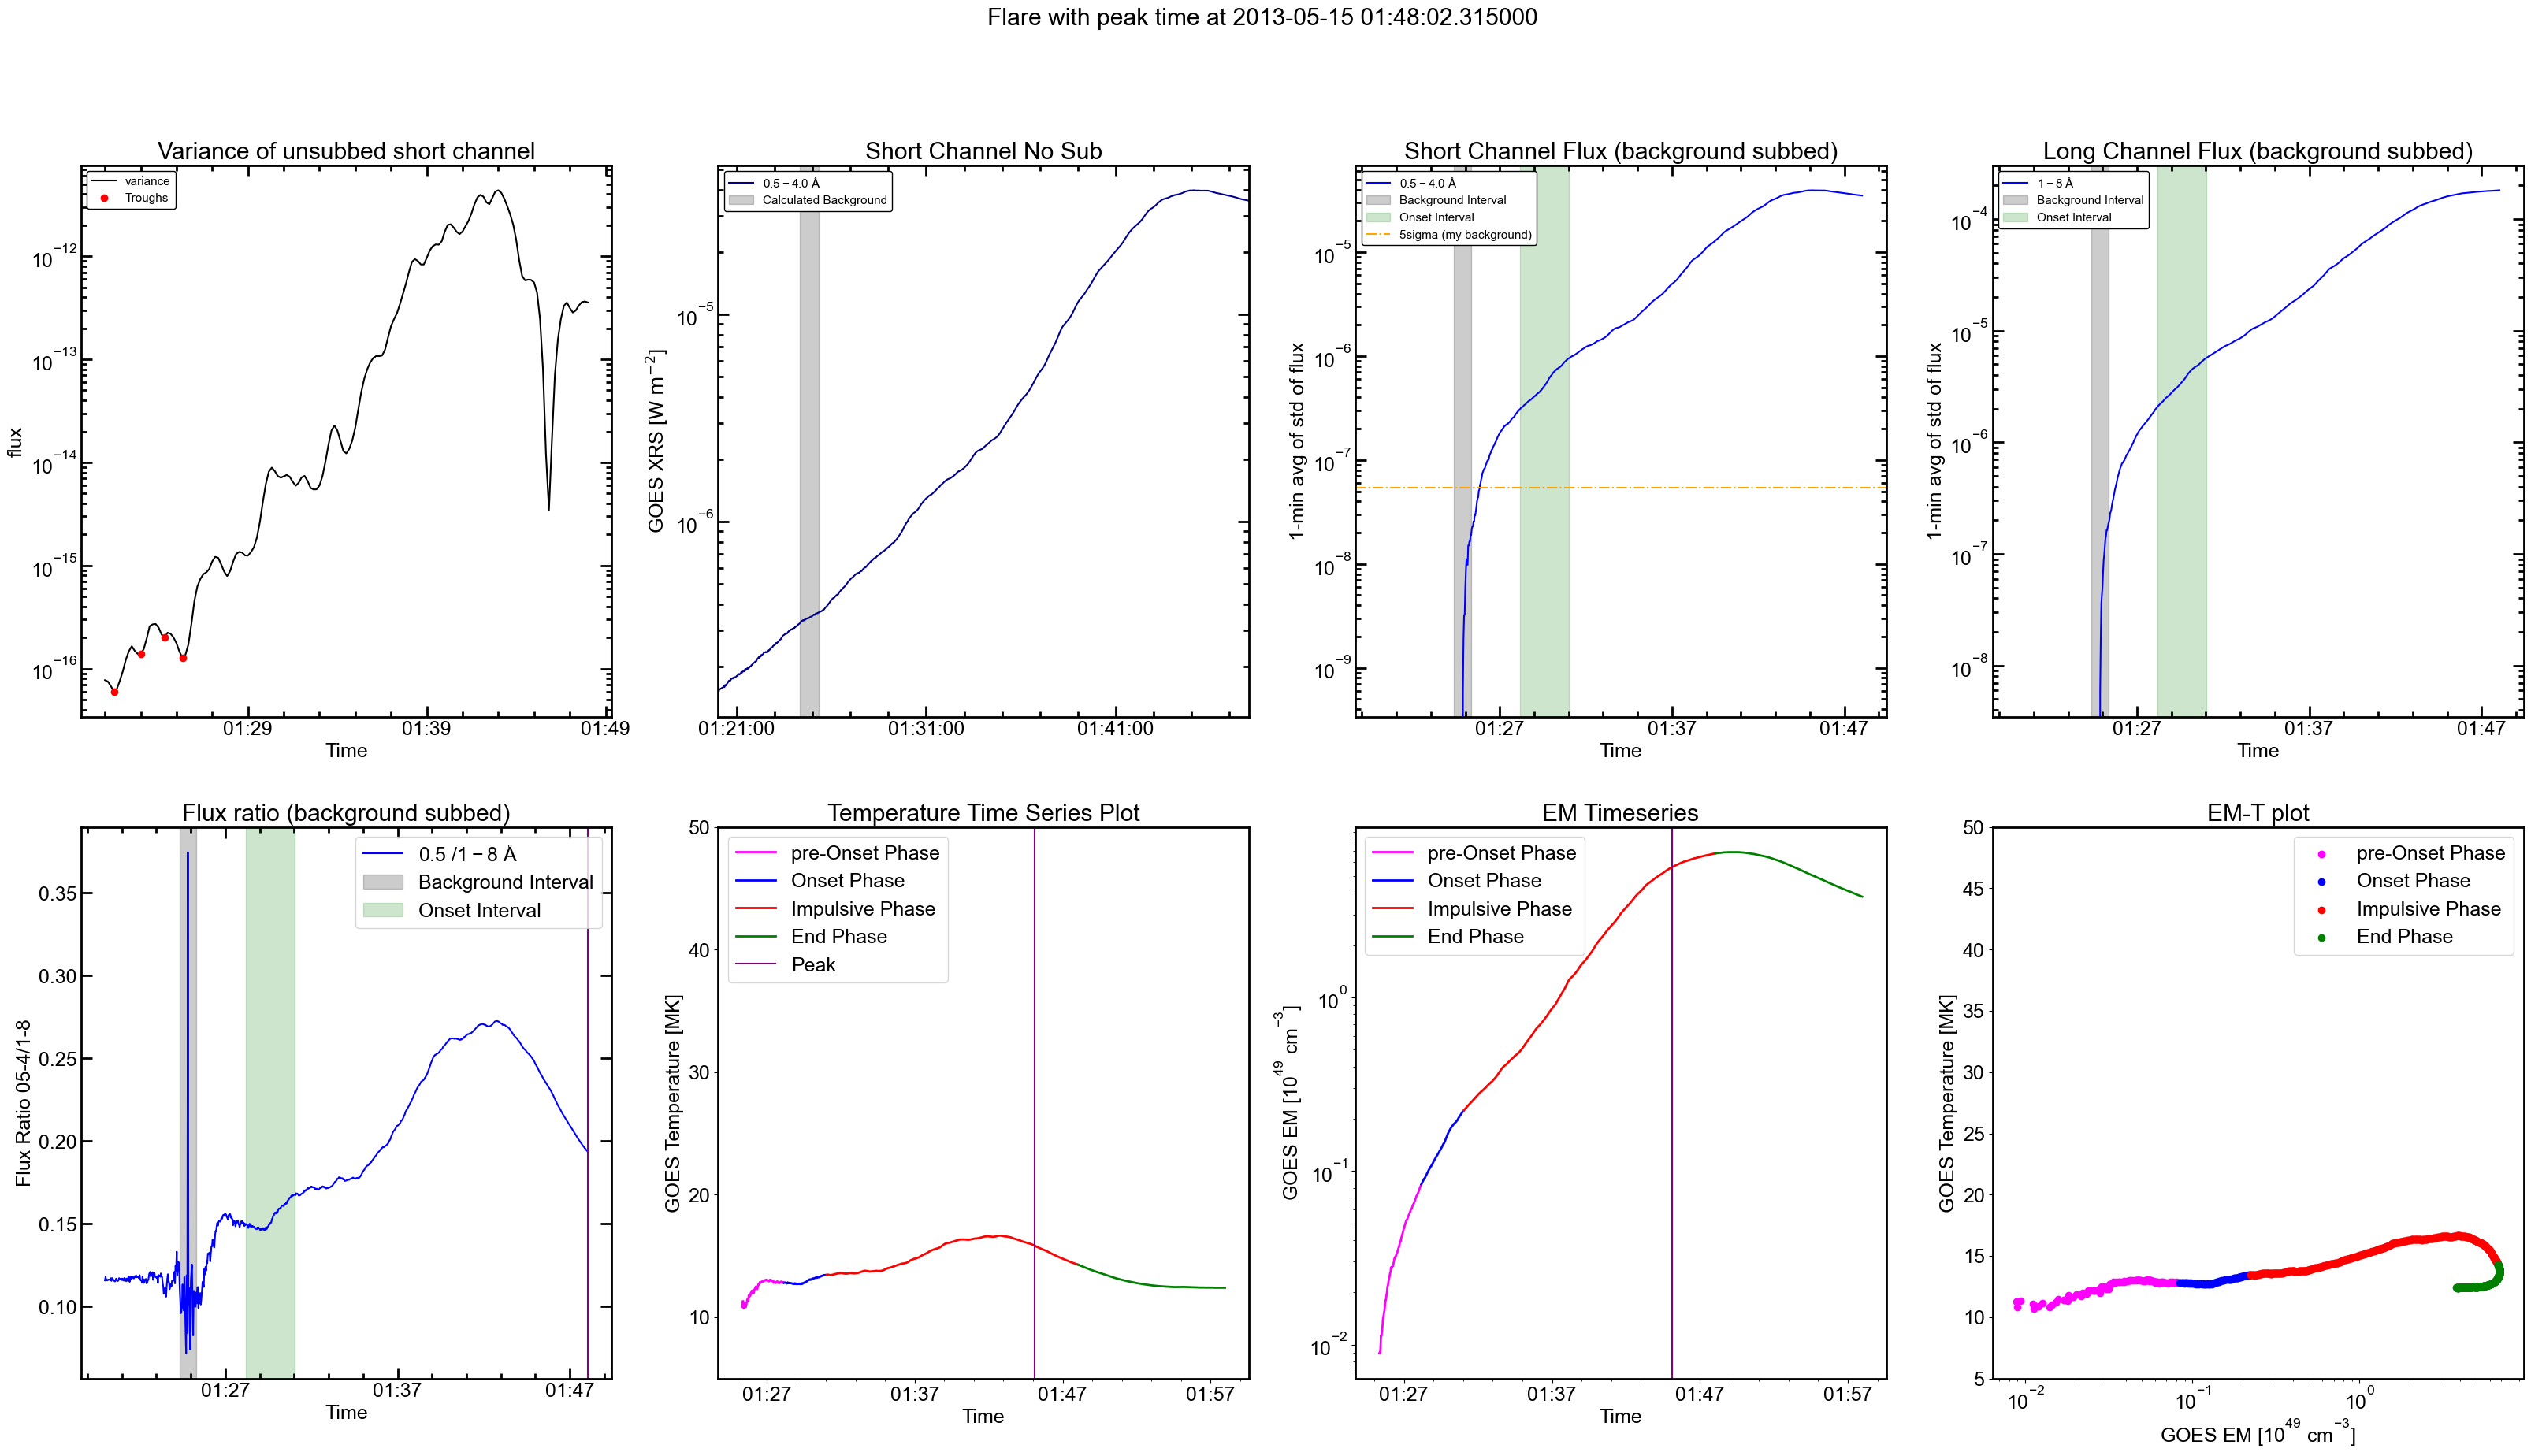 Flare with peak time at 2013-05-15 01:48:02.315000
Variance of unsubbed short channel
variance
Troughs
flux
10^−12
10^−13
10^−14
10^−15
10^−16
01:29 01:39 01:49
Time
Short Channel No Sub
0.5 − 4.0 Å
Calculated Background
GOES XRS [W m^−2]
10^−5
10^−6
01:21:00 01:31:00 01:41:00
Short Channel Flux (background subbed)
0.5 − 4.0 Å
Background Interval
Onset Interval
5sigma (my background)
1-min avg of std of flux
10^−5
10^−6
10^−7
10^−8
10^−9
01:27 01:37 01:47
Time
Long Channel Flux (background subbed)
1 − 8 Å
Background Interval
Onset Interval
1-min avg of std of flux
10^−4
10^−5
10^−6
10^−7
10^−8
01:27 01:37 01:47
Time
Flux ratio (background subbed)
0.5 /1 − 8 Å
Background Interval
Onset Interval
Flux Ratio 05-4/1-8
0.35
0.30
0.25
0.20
0.15
0.10
01:27 01:37 01:47
Time
Temperature Time Series Plot
pre-Onset Phase
Onset Phase
Impulsive Phase
End Phase
Peak
GOES Temperature [MK]
50
40
30
20
10
01:27 01:37 01:47 01:57
Time
EM Timeseries
pre-Onset Phase
Onset Phase
Impulsive Phase
End Phase
GOES EM [10^49 cm^−3]
10^0
10^−1
10^−2
01:27 01:37 01:47 01:57
Time
EM-T plot
pre-Onset Phase
Onset Phase
Impulsive Phase
End Phase
GOES Temperature [MK]
50
45
40
35
30
25
20
15
10
5
10^−2 10^−1 10^0
GOES EM [10^49 cm^−3]